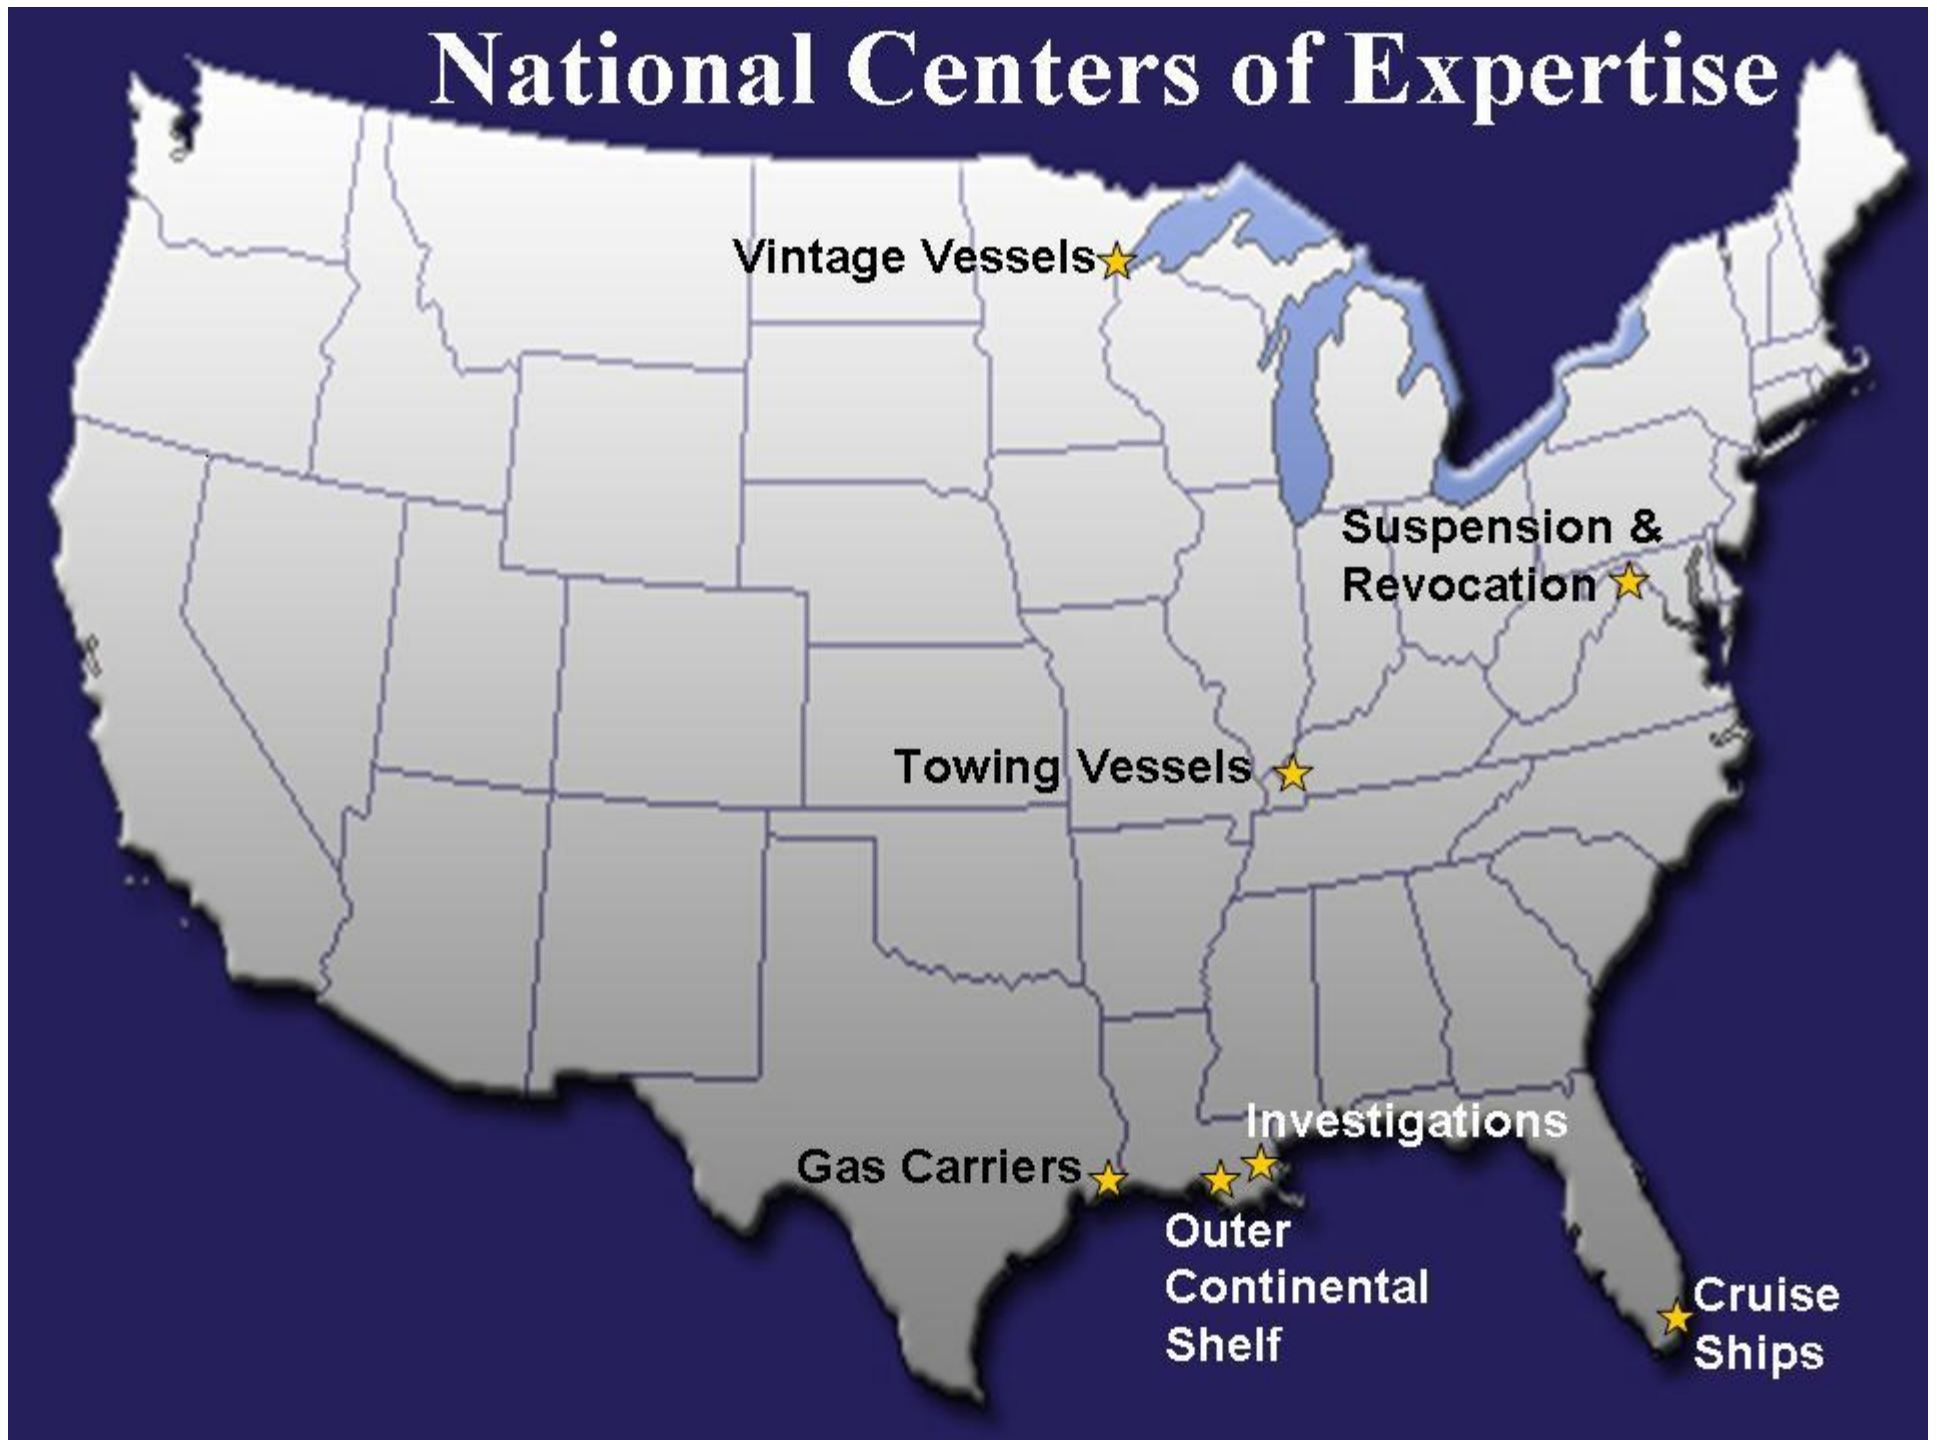 National Centers of Expertise
Vintage Vessels
Suspension &
Revocation
Towing Vessels
Investigations
Gas Carriers
Outer
Continental
Shelf
Cruise
Ships